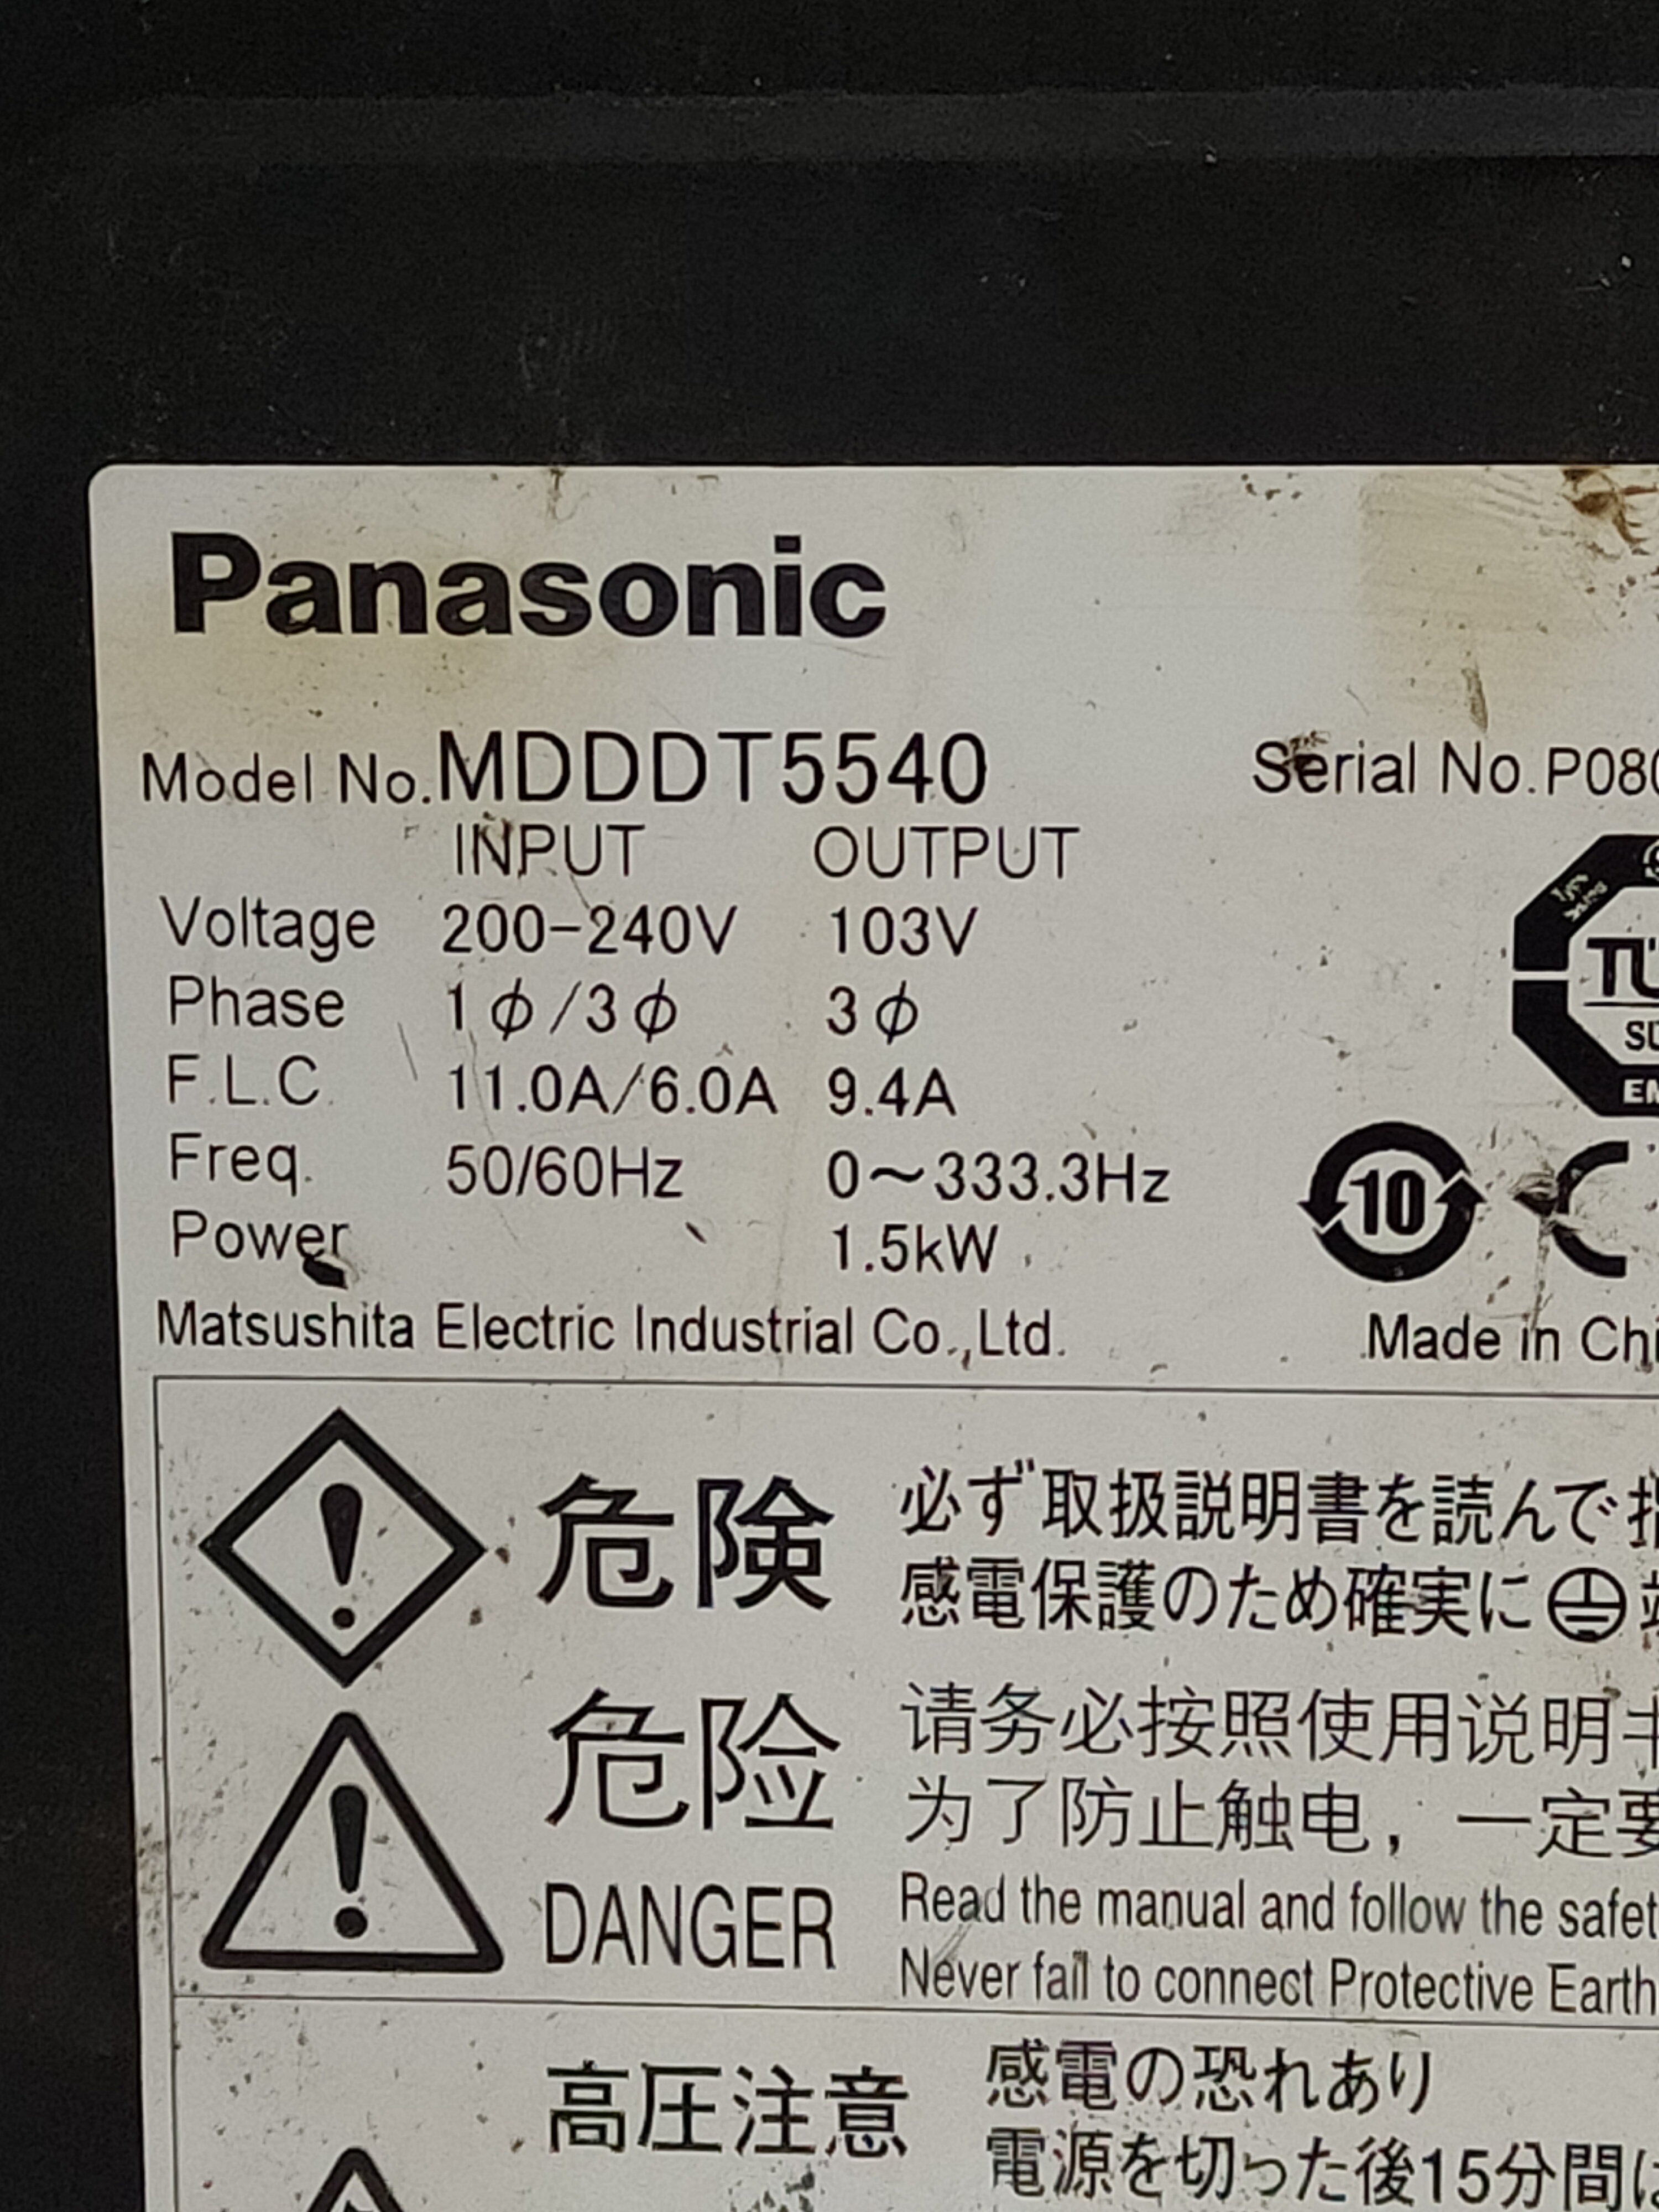 Panasonic
Model No. MDDDT5540 Serial No. P080
INPUT OUTPUT
Voltage 200-240V 103V
Phase 1ϕ/3ϕ 3ϕ
F.L.C. 11.0A/6.0A 9.4A
Freq. 50/60Hz 0～333.3Hz
Power 1.5kW
10
Matsushita Electric Industrial Co.,Ltd. Made in Chi
危険 必ず取扱説明書を読んで指
感電保護のため確実に
危险 请务必按照使用说明书
为了防止触电，一定要
DANGER Read the manual and follow the safet
Never fail to connect Protective Earth
高圧注意 感電の恐れあり
電源を切った後15分間は